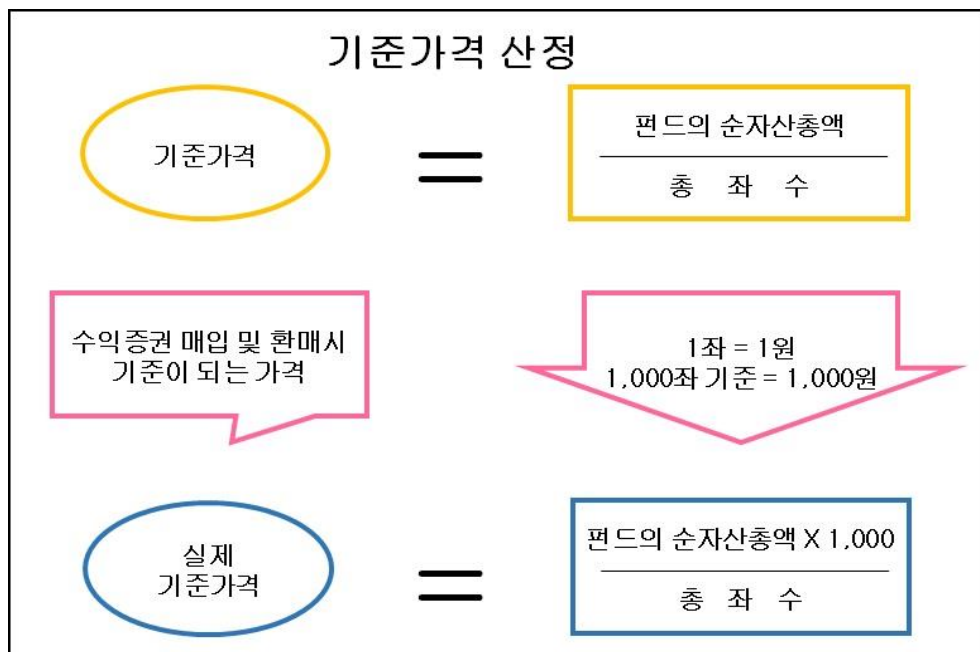 기준가격 산정
기준가격
=
펀드의 순자산총액
총 좌 수
수익증권 매입 및 환매시
기준이 되는 가격
1좌 = 1원
1,000좌 기준 = 1,000원
실제
기준가격
=
펀드의 순자산총액 X 1,000
총 좌 수